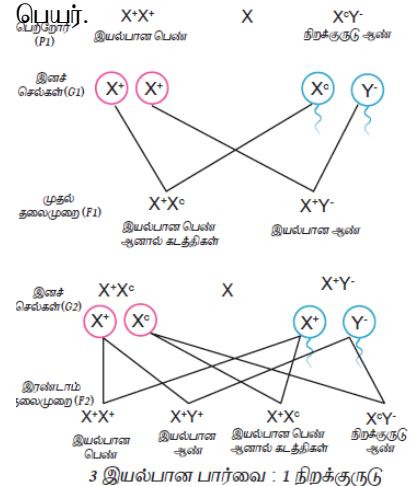 பெயர்.
X⁺X⁺ X XᶜY⁻
பெற்றோர் இயல்பான பெண் நிறக்குருடு ஆண்
(P1)
இனச்
செல்கள்(G1) X⁺ X⁺ Xᶜ Y⁻
முதல் X⁺Xᶜ X⁺Y⁻
தலைமுறை (F1)
இயல்பான பெண் இயல்பான ஆண்
ஆனால் கடத்திகள்
இனச் X⁺Xᶜ X X⁺Y⁻
செல்கள்(G2) X⁺ Xᶜ X⁺ Y⁻
இரண்டாம்
தலைமுறை (F2)
X⁺X⁺ X⁺Y⁺ X⁺Xᶜ XᶜY⁻
இயல்பான இயல்பான இயல்பான பெண் நிறக்குருடு
பெண் ஆண் ஆனால் கடத்திகள் ஆண்
3 இயல்பான பார்வை : 1 நிறக்குருடு